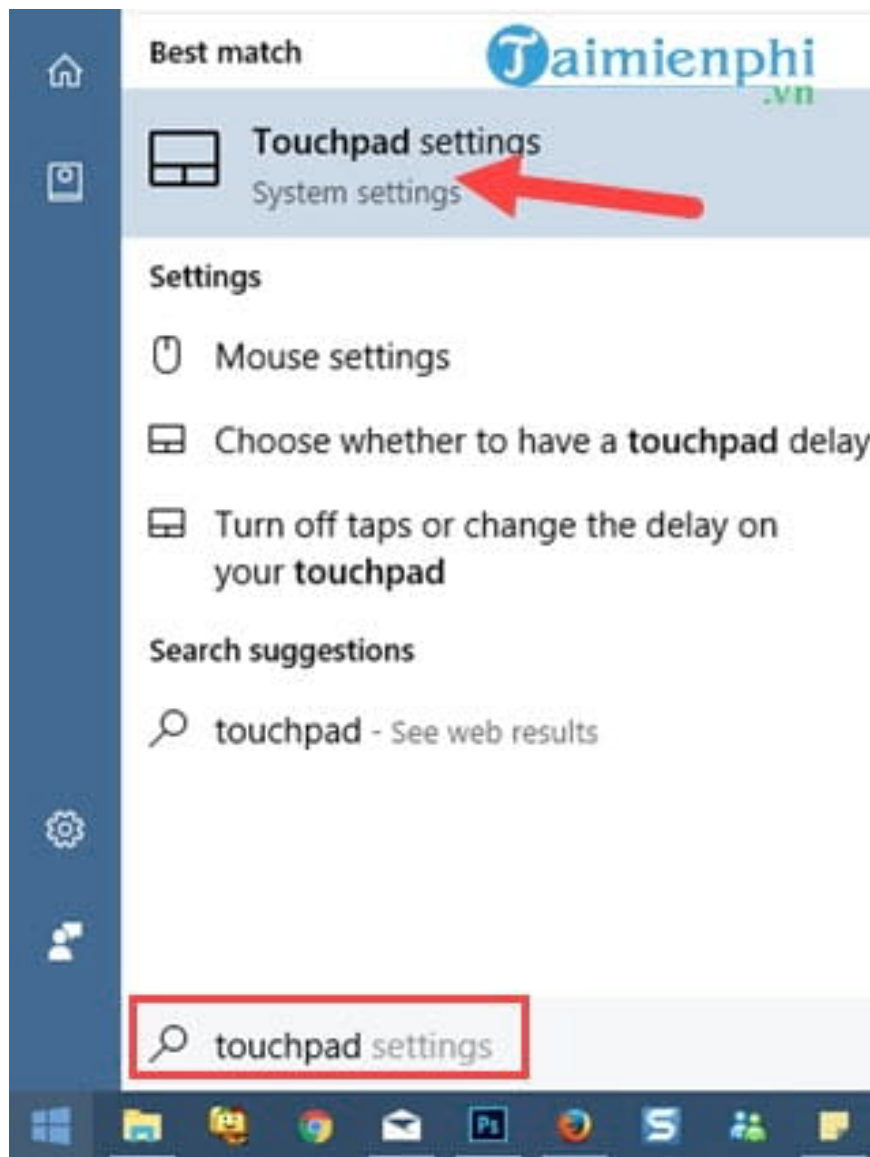 Best match
Taimienphi
.vn
Touchpad settings
System settings
Settings
Mouse settings
Choose whether to have a touchpad delay
Turn off taps or change the delay on
your touchpad
Search suggestions
touchpad - See web results
touchpad settings
Ps
S